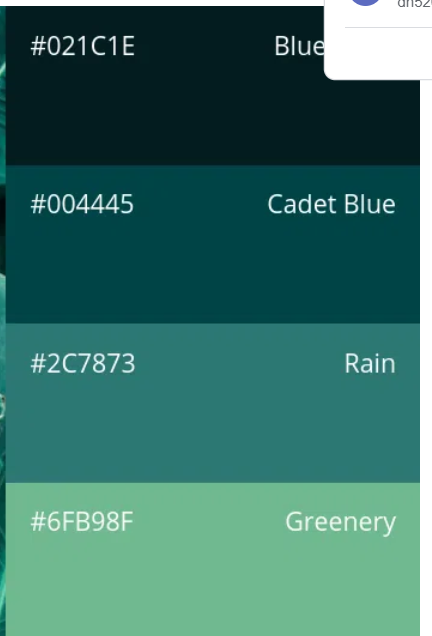 #021C1E Blue
#004445 Cadet Blue
#2C7873 Rain
#6FB98F Greenery